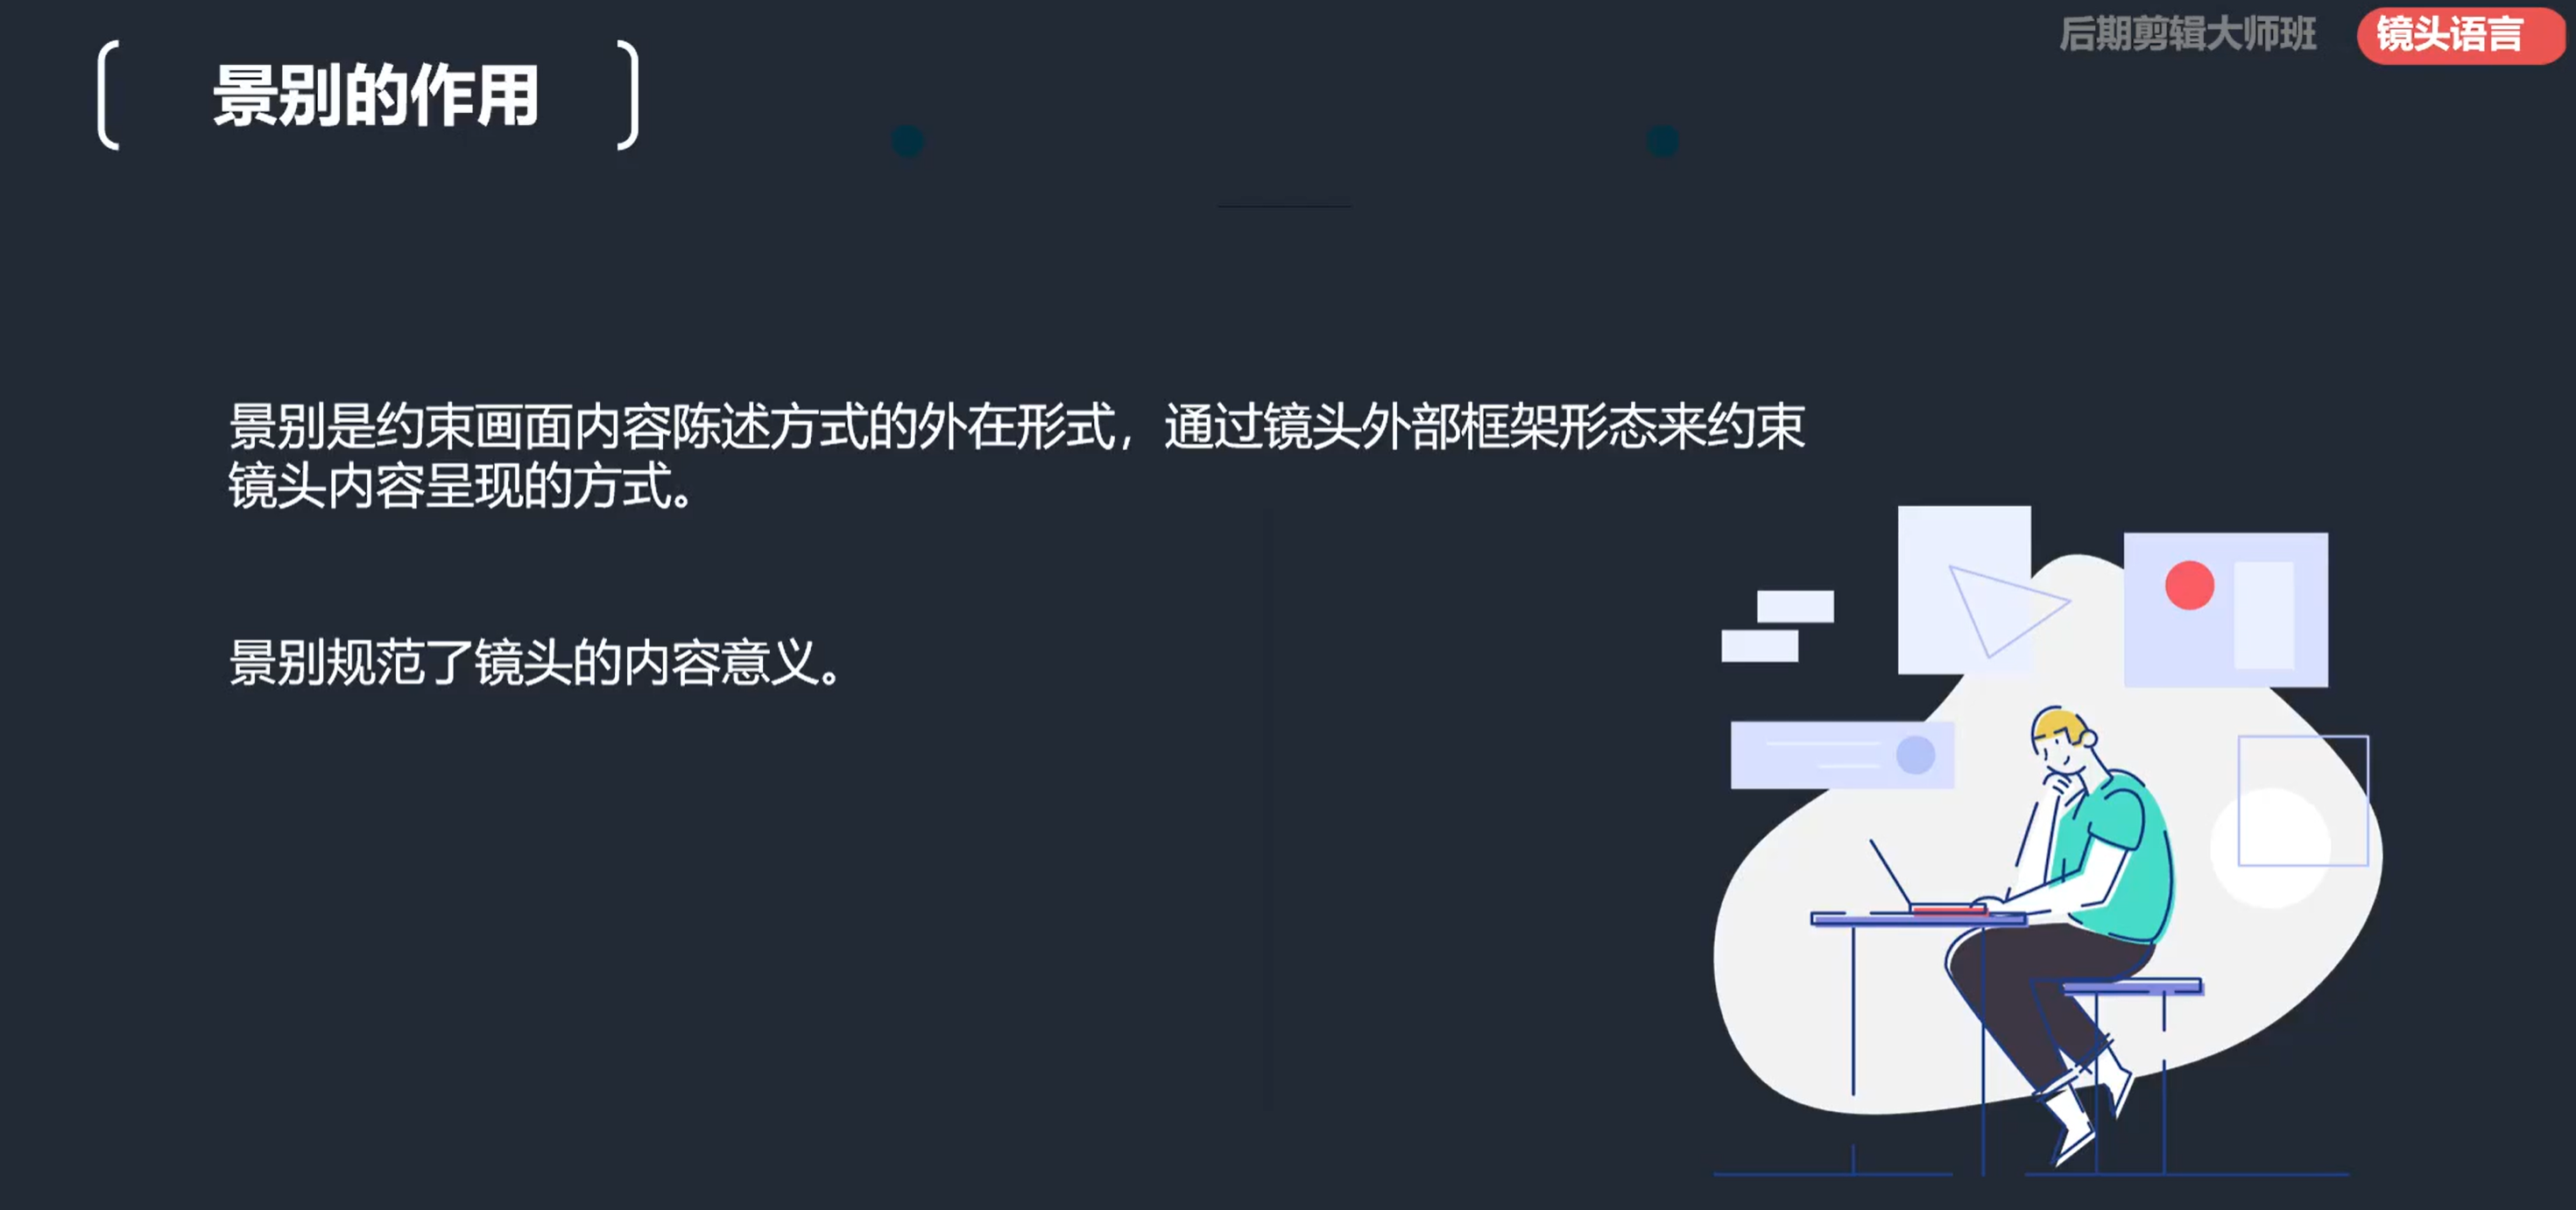 后期剪辑大师班
镜头语言
景别的作用
景别是约束画面内容陈述方式的外在形式，通过镜头外部框架形态来约束
镜头内容呈现的方式。
景别规范了镜头的内容意义。